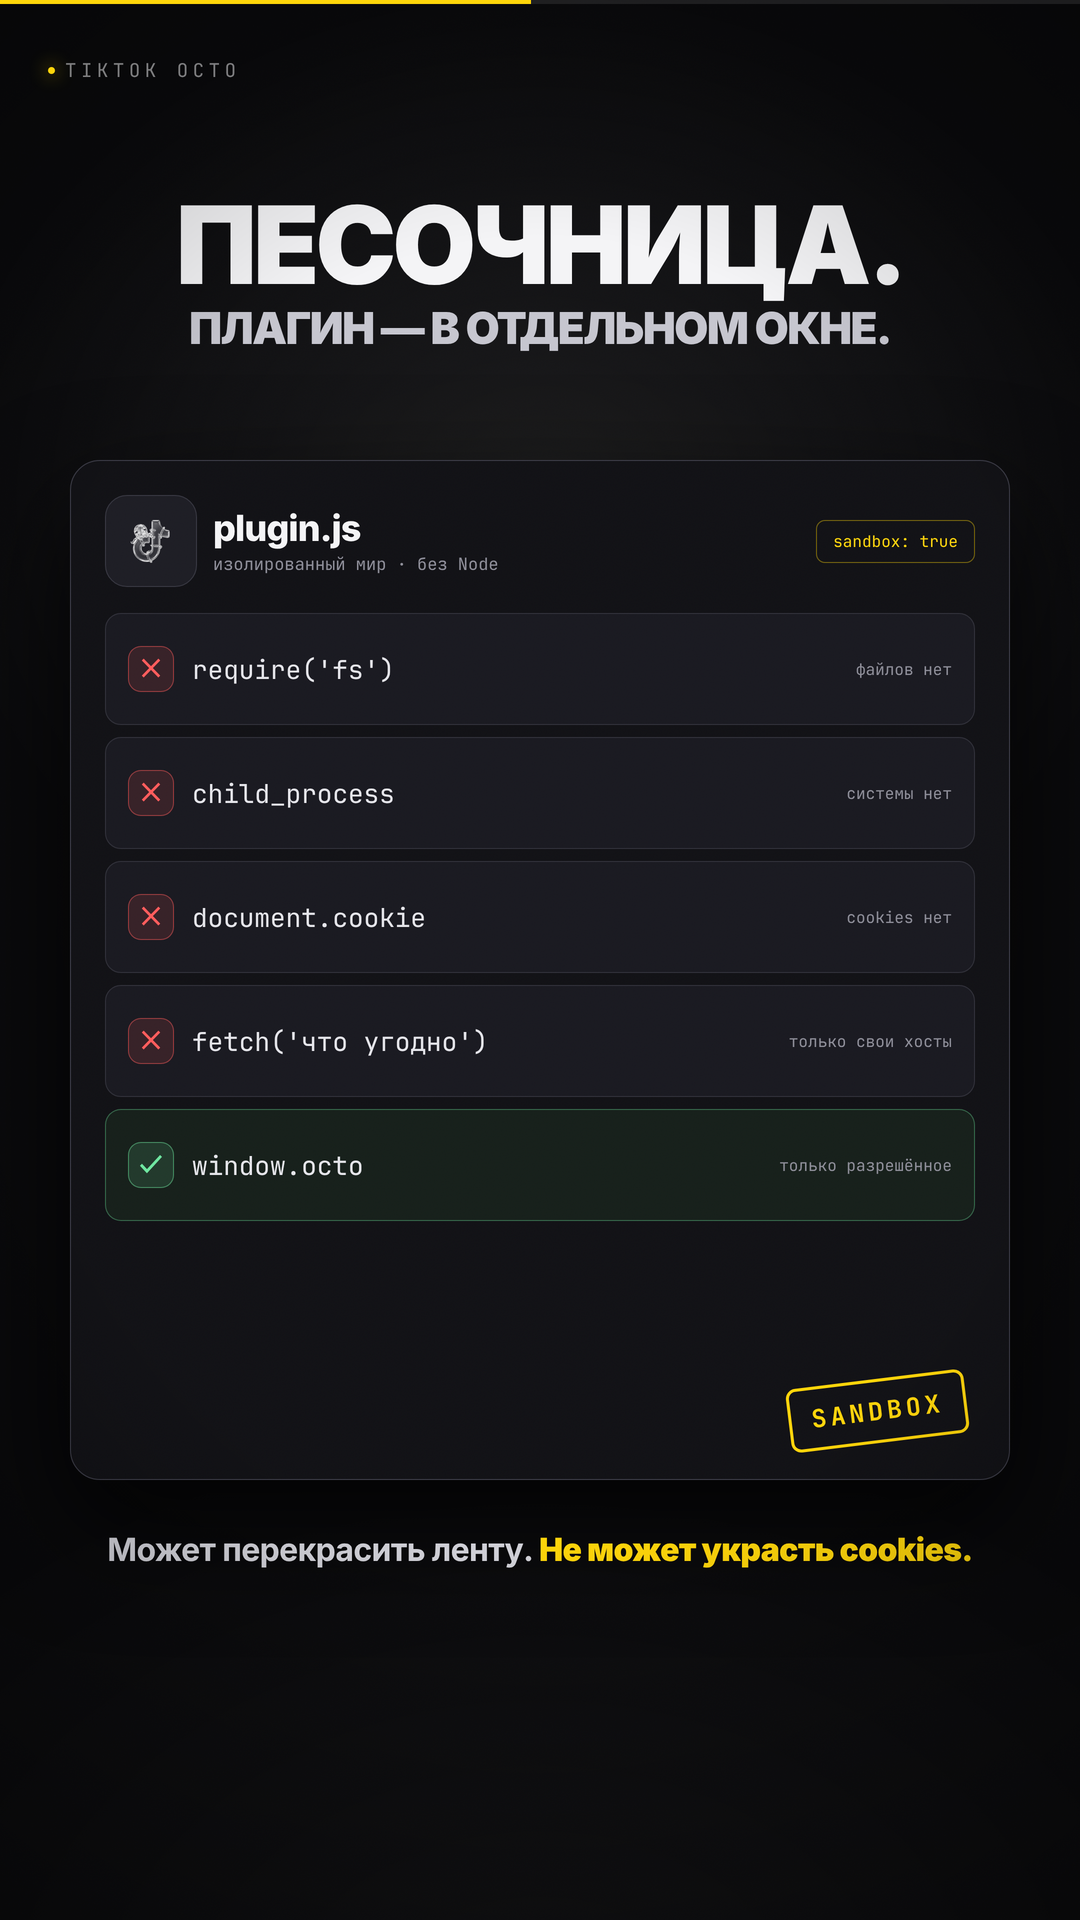 TIKTOK OCTO
ПЕСОЧНИЦА.
ПЛАГИН — В ОТДЕЛЬНОМ ОКНЕ.
plugin.js
изолированный мир · без Node
sandbox: true
require('fs')
файлов нет
child_process
системы нет
document.cookie
cookies нет
fetch('что угодно')
только свои хосты
window.octo
только разрешённое
SANDBOX
Может перекрасить ленту. Не может украсть cookies.